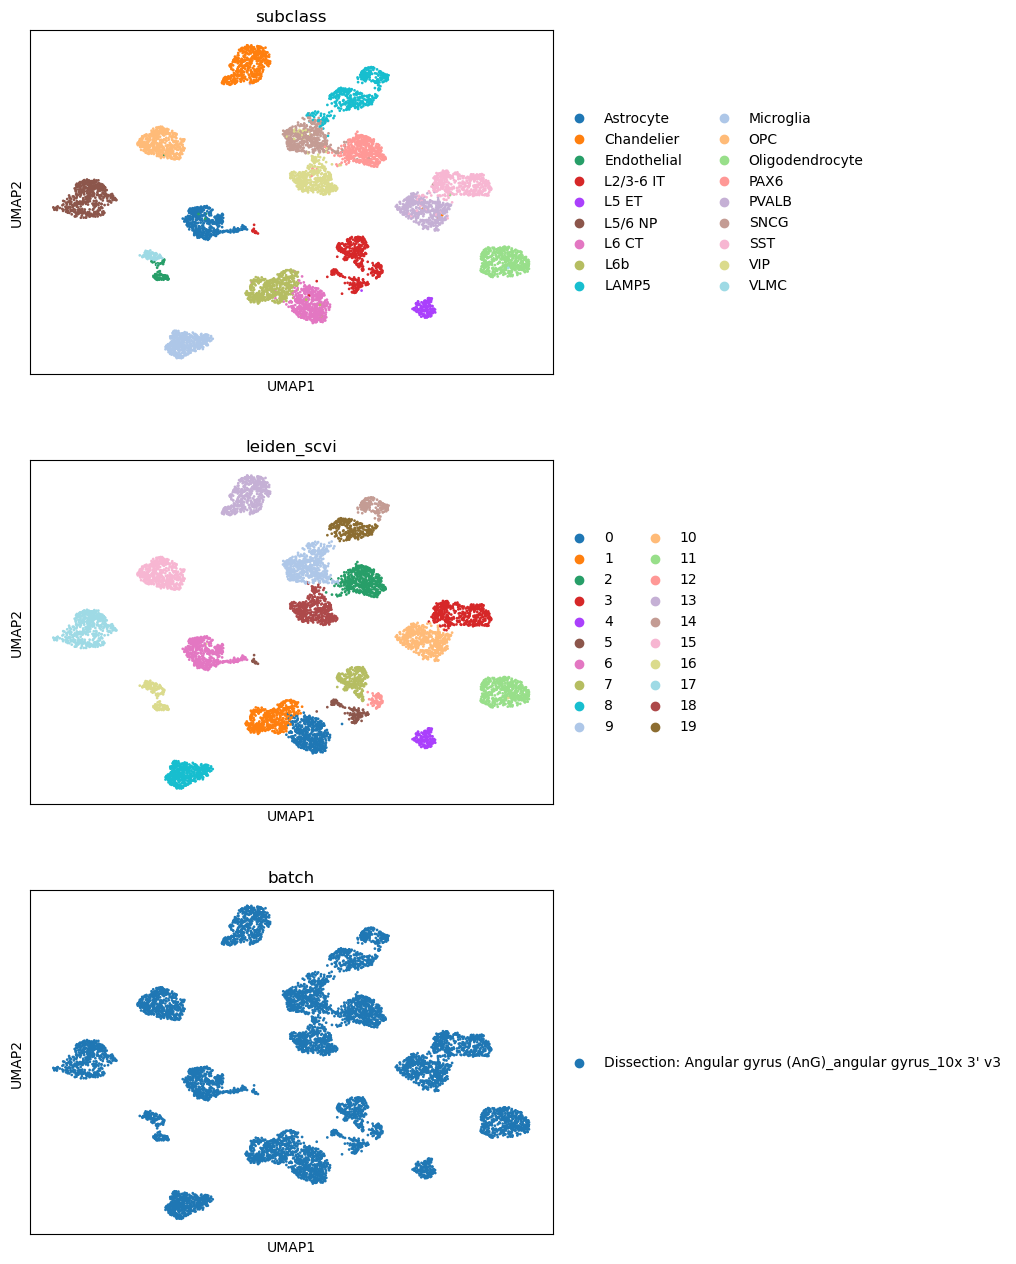 subclass
UMAP2
UMAP1
Astrocyte
Chandelier
Endothelial
L2/3-6 IT
L5 ET
L5/6 NP
L6 CT
L6b
LAMP5
Microglia
OPC
Oligodendrocyte
PAX6
PVALB
SNCG
SST
VIP
VLMC
leiden_scvi
UMAP2
UMAP1
0
1
2
3
4
5
6
7
8
9
10
11
12
13
14
15
16
17
18
19
batch
UMAP2
UMAP1
Dissection: Angular gyrus (AnG)_angular gyrus_10x 3' v3